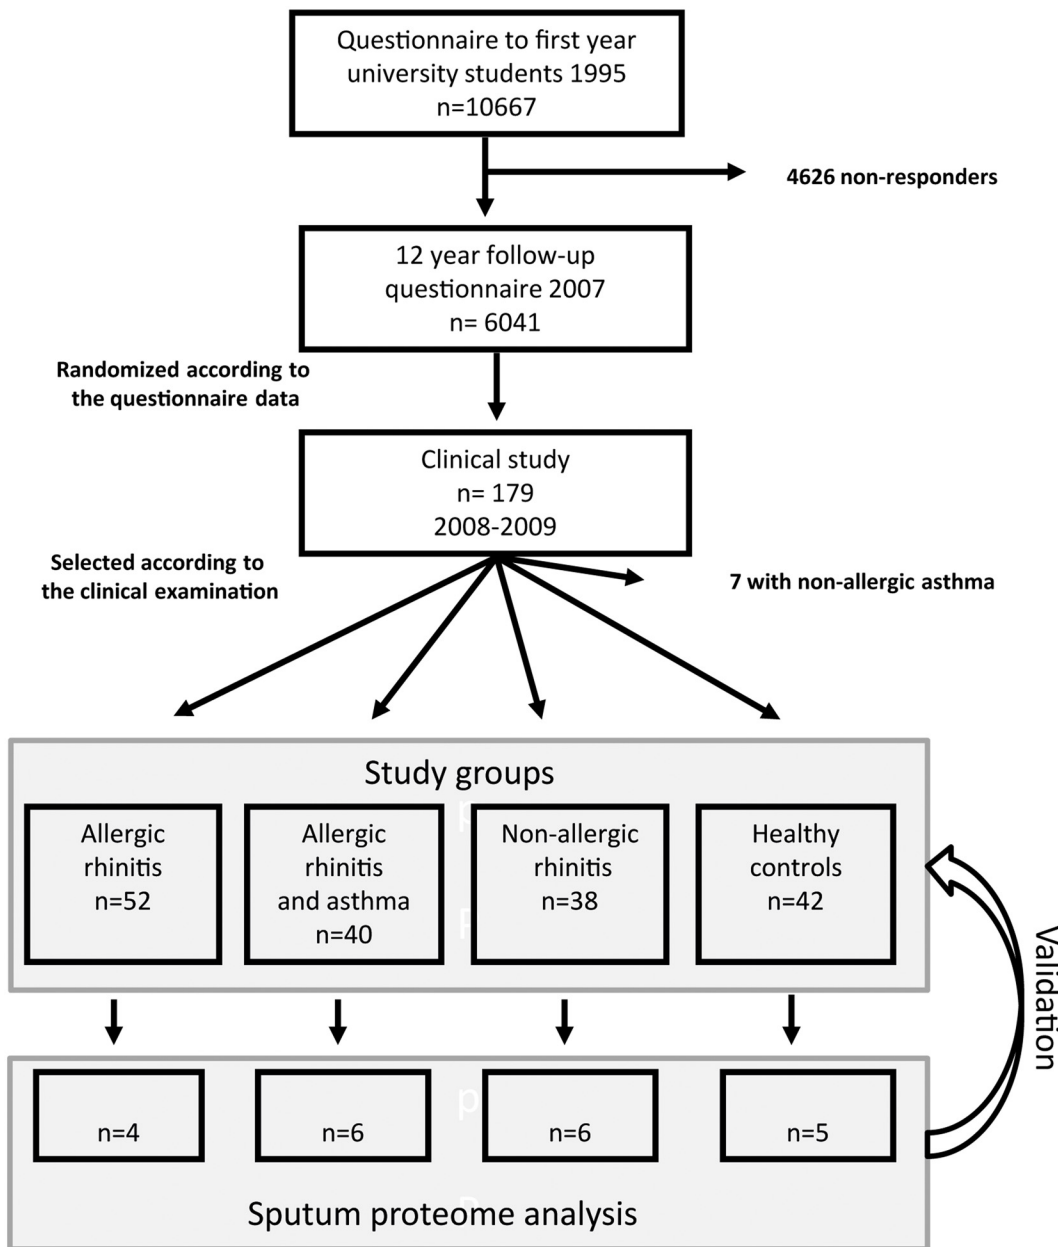 Questionnaire to first year
university students 1995
n=10667
4626 non-responders
12 year follow-up
questionnaire 2007
n= 6041
Randomized according to
the questionnaire data
Clinical study
n= 179
2008-2009
Selected according to
the clinical examination
7 with non-allergic asthma
Study groups
Allergic
rhinitis
n=52
Allergic
rhinitis
and asthma
n=40
Non-allergic
rhinitis
n=38
Healthy
controls
n=42
Validation
n=4
n=6
n=6
n=5
Sputum proteome analysis